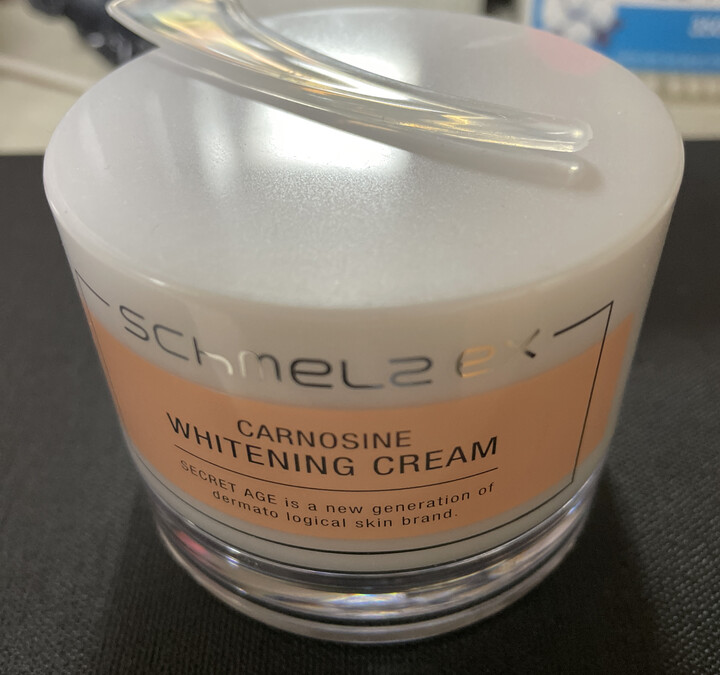 SCHMELZ EX
CARNOSINE
WHITENING CREAM
SECRET AGE is a new generation of
dermato logical skin brand.